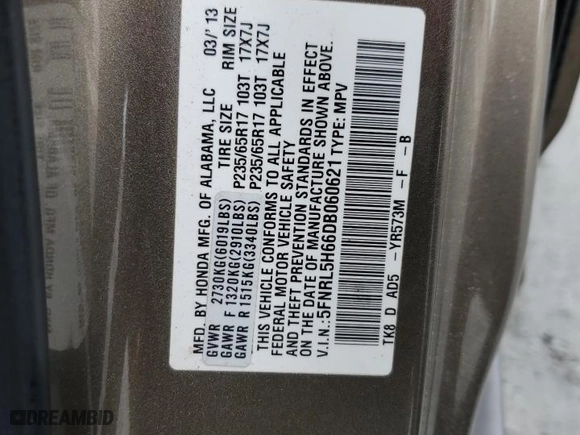 MFD. BY HONDA MFG. OF ALABAMA, LLC 03/'13
GVWR 2730KG(6019LBS) TIRE SIZE RIM SIZE
GAWR F 1320KG(2910LBS) P235/65R17 103T 17X7J
GAWR R 1515KG(3340LBS) P235/65R17 103T 17X7J
THIS VEHICLE CONFORMS TO ALL APPLICABLE
FEDERAL MOTOR VEHICLE SAFETY
AND THEFT PREVENTION STANDARDS IN EFFECT
ON THE DATE OF MANUFACTURE SHOWN ABOVE.
V.I.N.:5FNRL5H66DB060621 TYPE: MPV
TK8 D AD5 -YR573M -F -B
DREAMBID